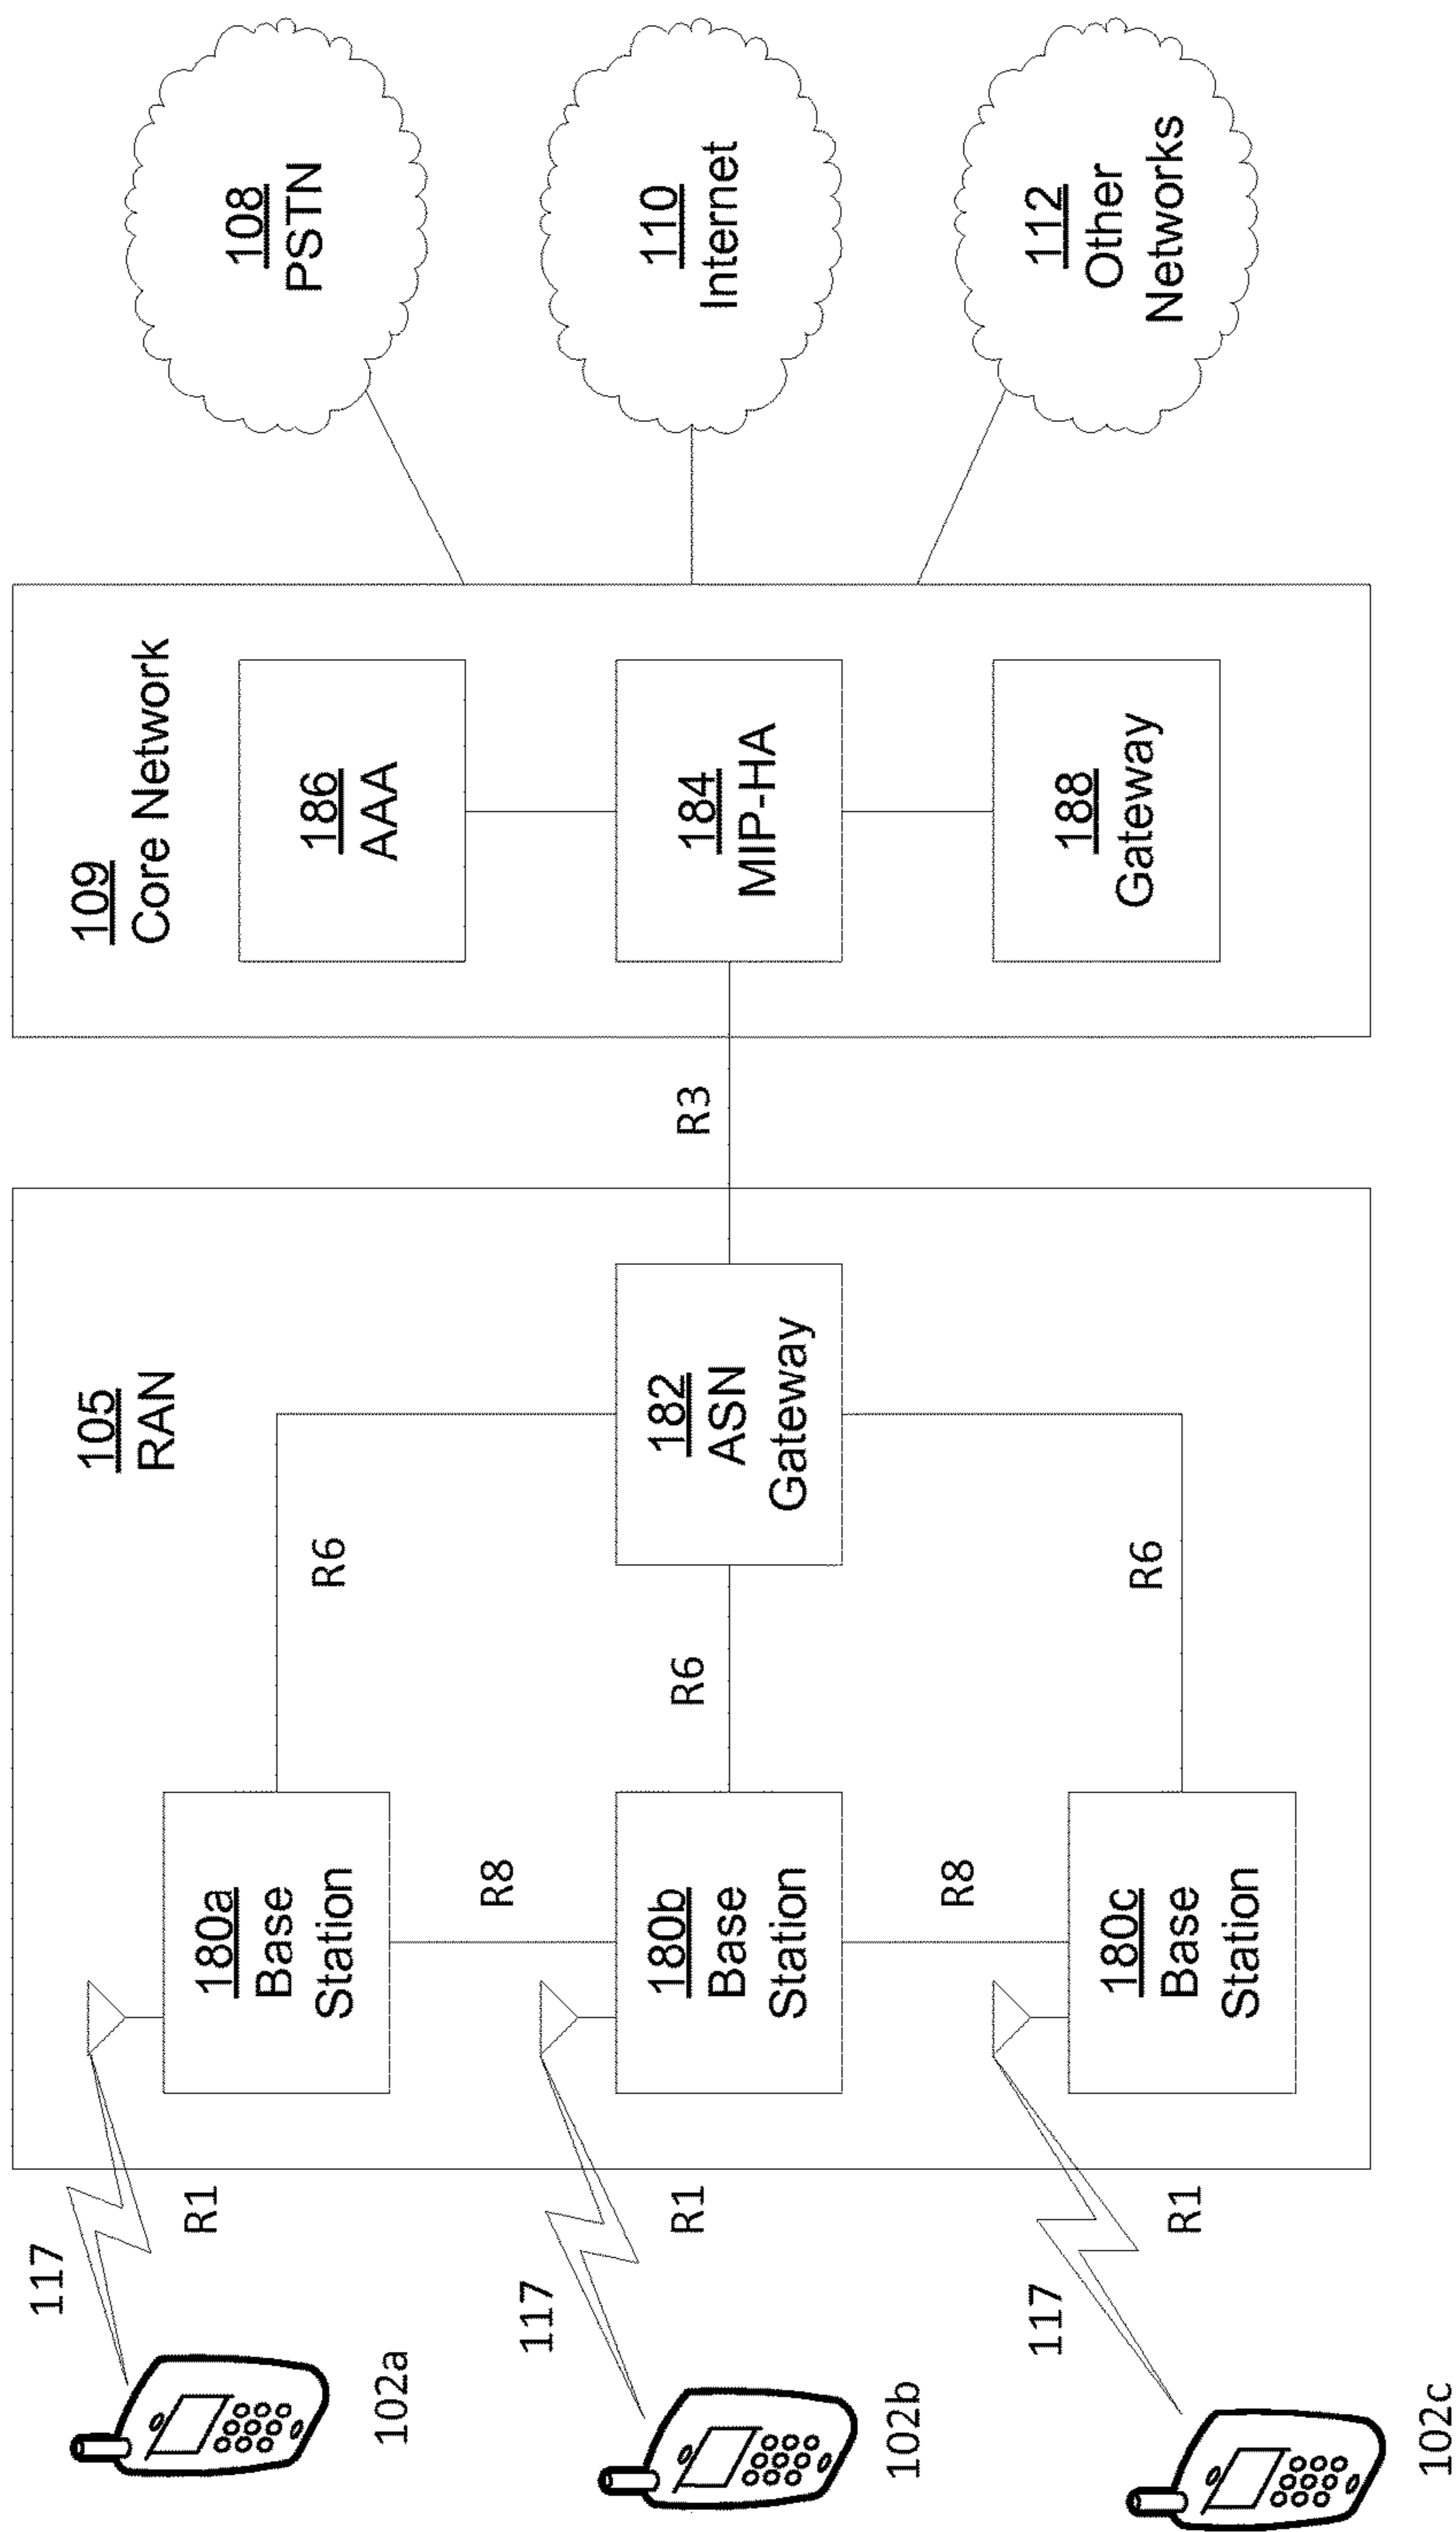 117
102a
R1
117
102b
R1
117
102c
R1
105
RAN
180a
Base
Station
R8
180b
Base
Station
R8
180c
Base
Station
R6
R6
R6
182
ASN
Gateway
R3
109
Core Network
186
AAA
184
MIP-HA
188
Gateway
108
PSTN
110
Internet
112
Other
Networks